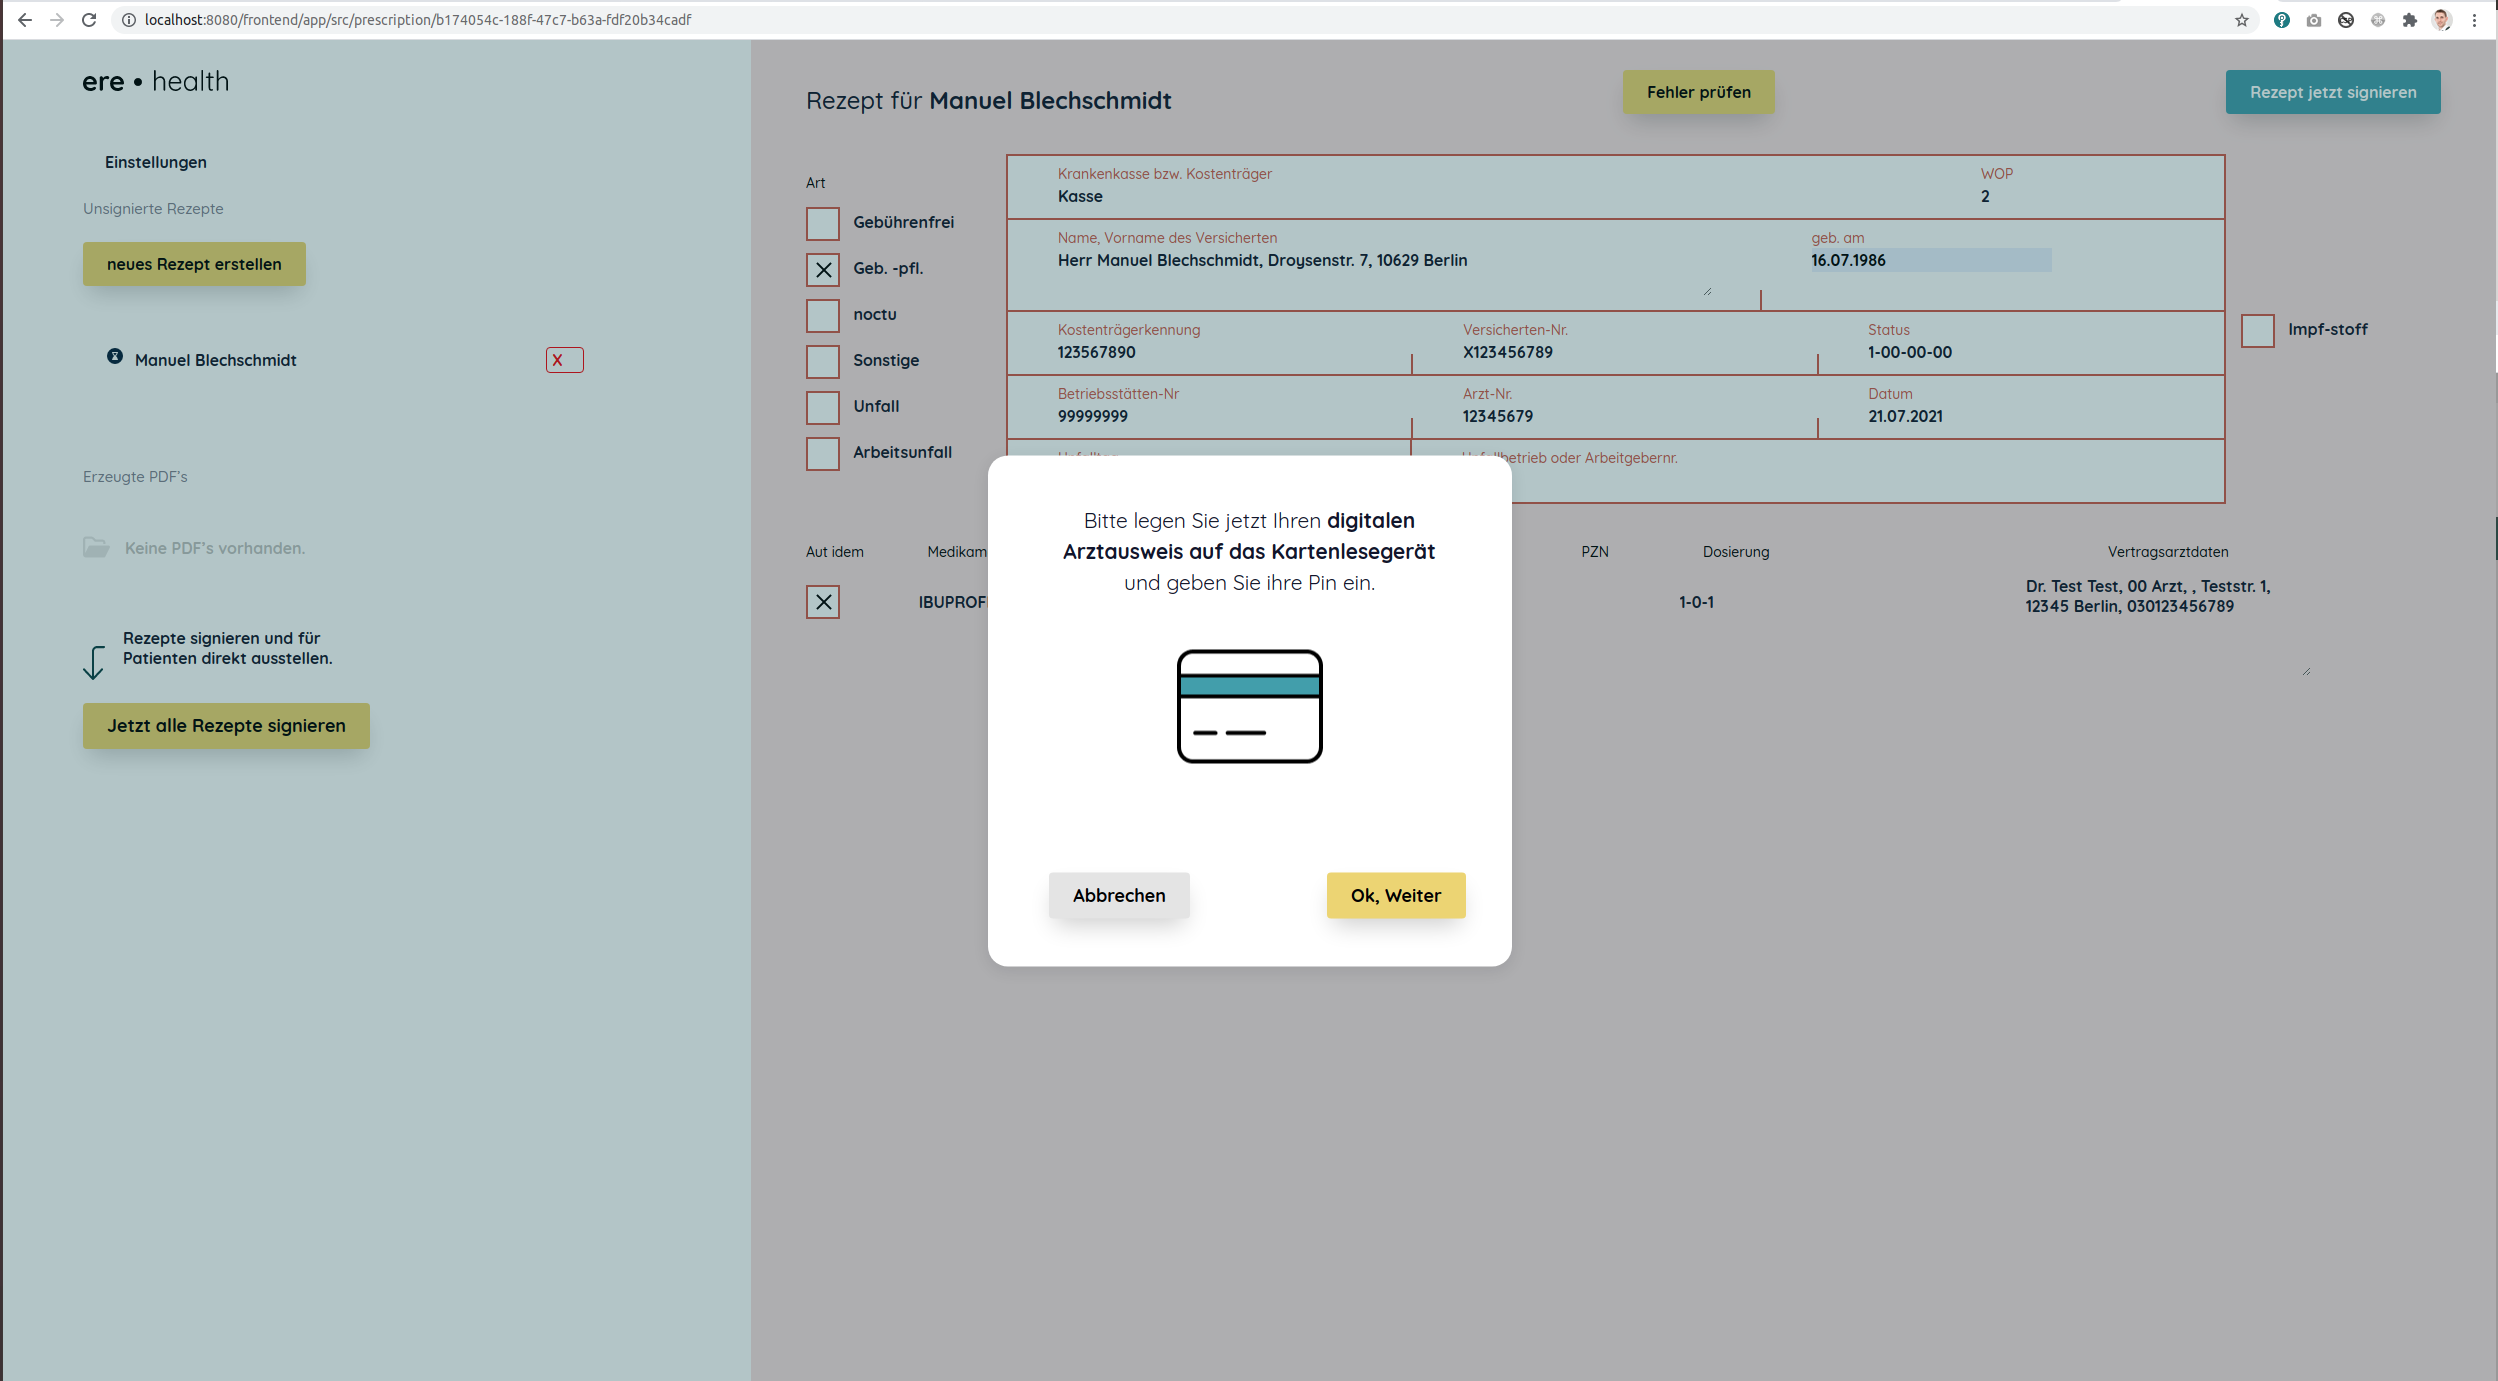 localhost:8080/frontend/app/src/prescription/b174054c-188f-47c7-b63a-fdf20b34cadf
ere • health
Einstellungen
Unsignierte Rezepte
neues Rezept erstellen
Manuel Blechschmidt
X
Erzeugte PDF's
Keine PDF's vorhanden.
Rezepte signieren und für
Patienten direkt ausstellen.
Jetzt alle Rezepte signieren
Rezept für Manuel Blechschmidt
Fehler prüfen
Rezept jetzt signieren
Art
Gebührenfrei
Geb. -pfl.
noctu
Sonstige
Unfall
Arbeitsunfall
Krankenkasse bzw. Kostenträger
WOP
Kasse
2
Name, Vorname des Versicherten
geb. am
Herr Manuel Blechschmidt, Droysenstr. 7, 10629 Berlin
16.07.1986
Kostenträgerkennung
Versicherten-Nr.
Status
123567890
X123456789
1-00-00-00
Betriebsstätten-Nr
Arzt-Nr.
Datum
99999999
12345679
21.07.2021
oder Arbeitgebernr.
Impf-stoff
Aut idem
Medikam
PZN
Dosierung
Vertragsarztdaten
IBUPROF
1-0-1
Dr. Test Test, 00 Arzt, , Teststr. 1,
12345 Berlin, 030123456789
Bitte legen Sie jetzt Ihren digitalen
Arztausweis auf das Kartenlesegerät
und geben Sie ihre Pin ein.
Abbrechen
Ok, Weiter